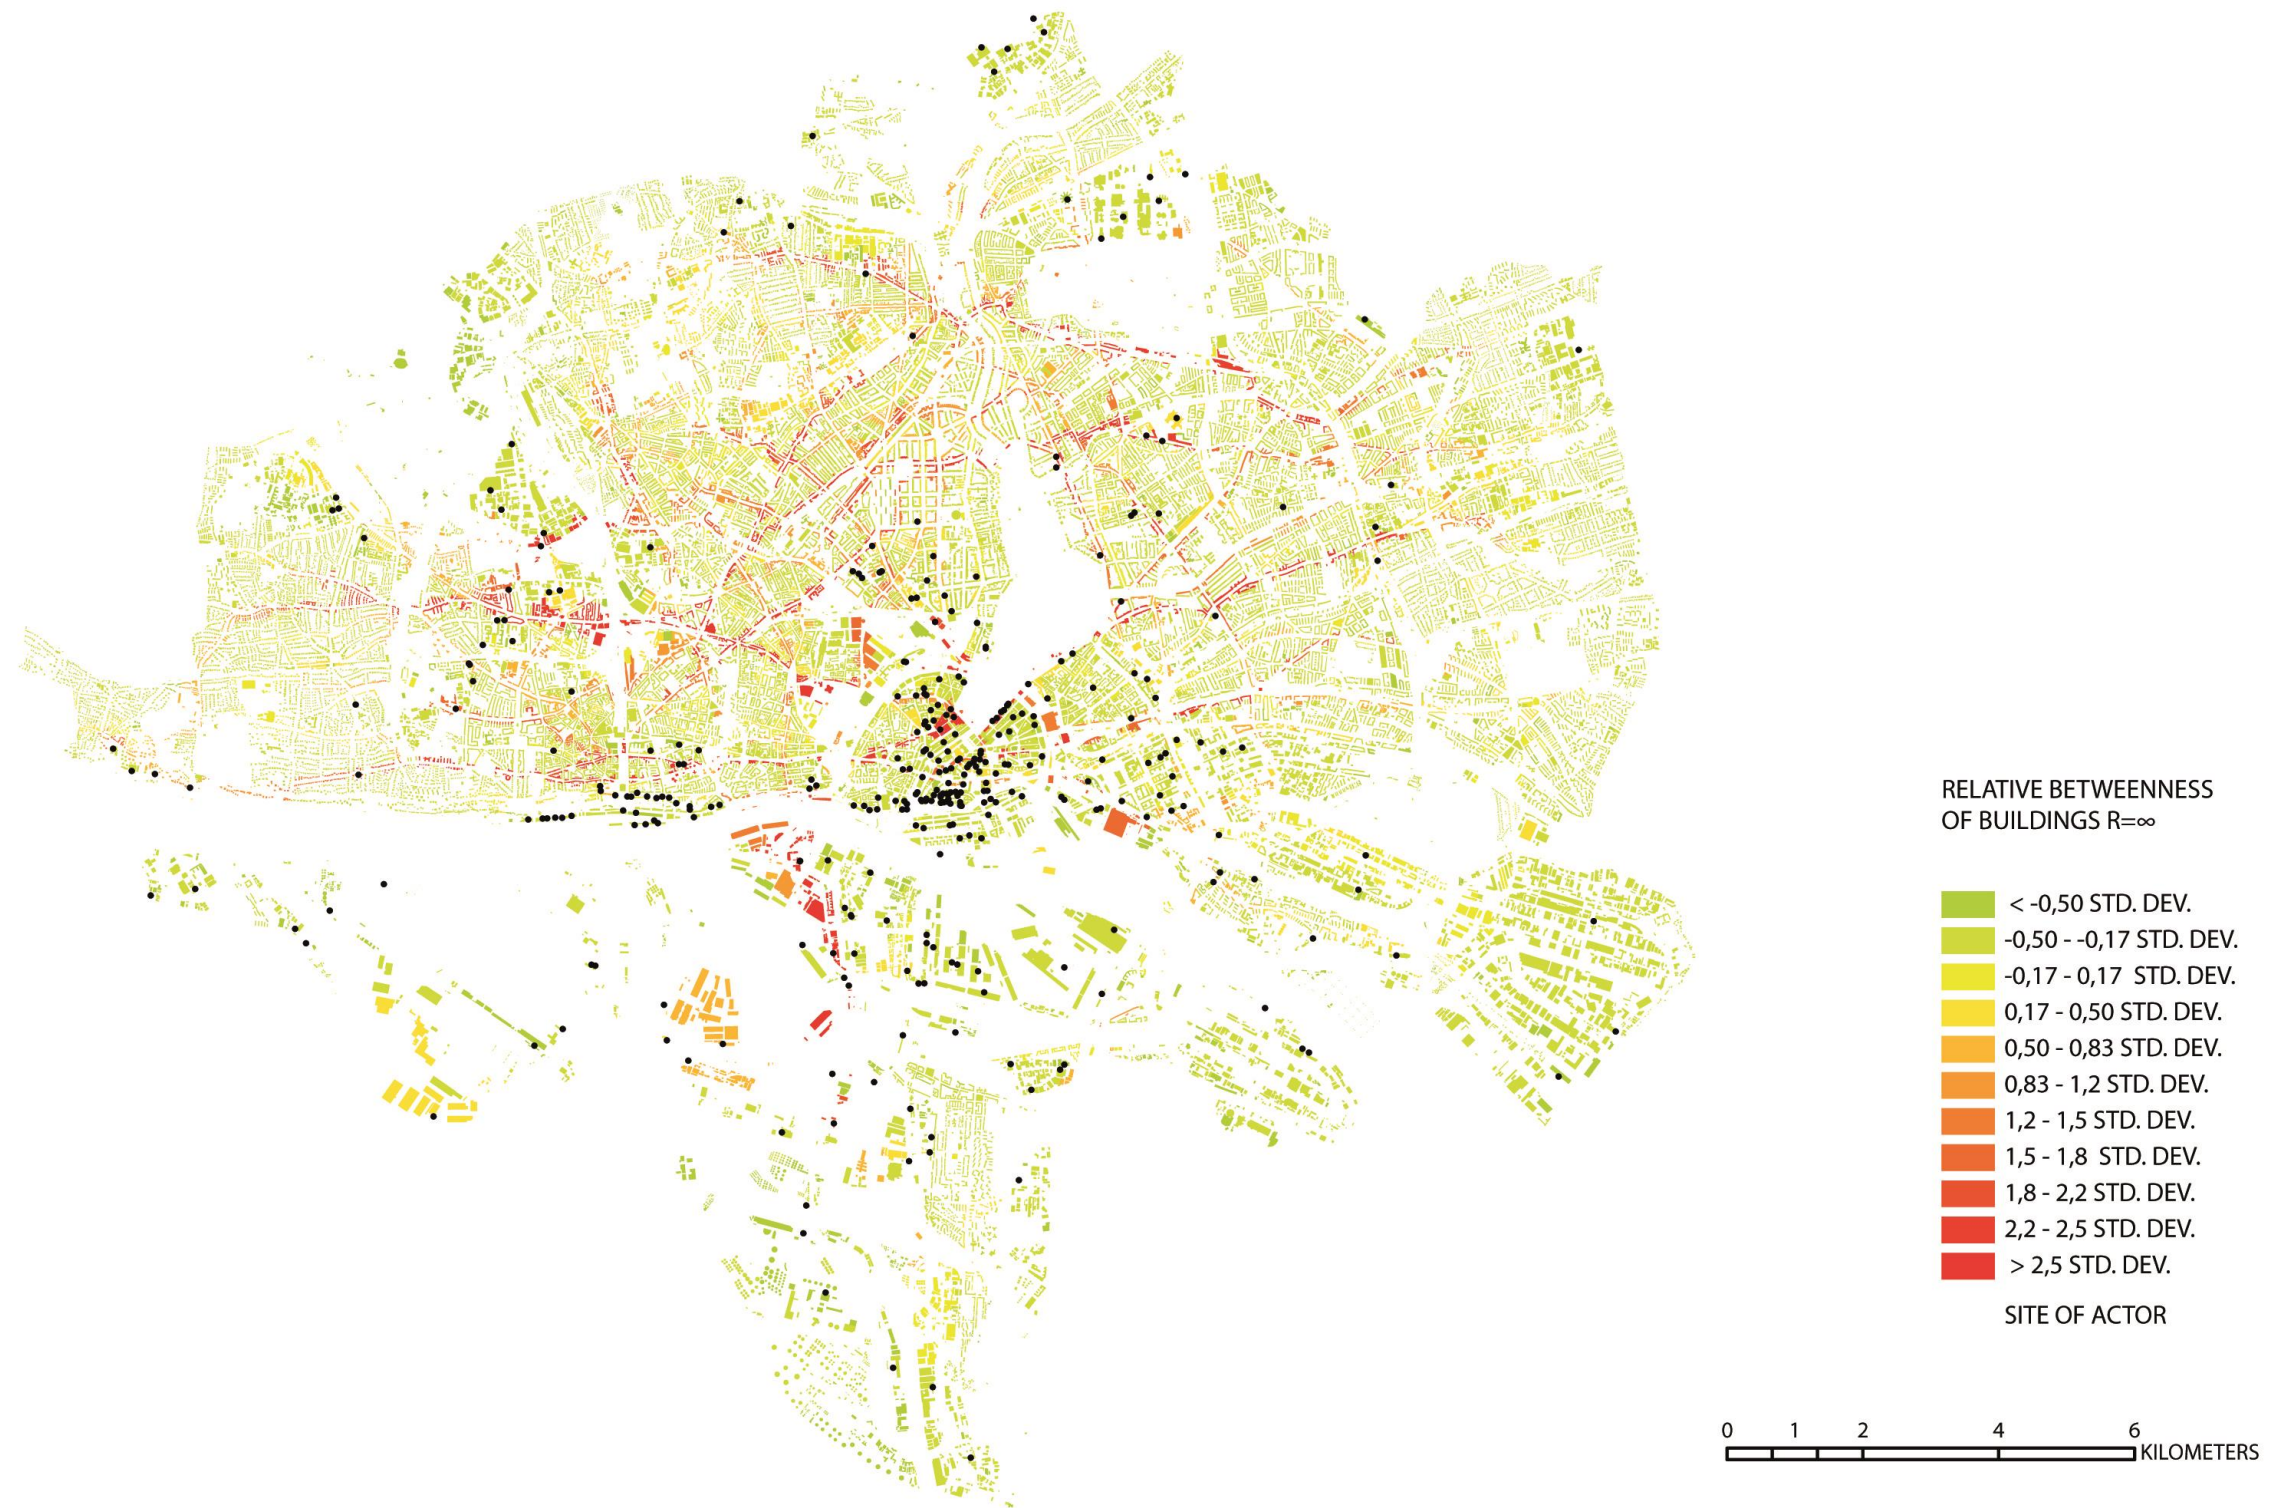 RELATIVE BETWEENNESS
OF BUILDINGS R=∞
< -0,50 STD. DEV.
-0,50 - -0,17 STD. DEV.
-0,17 - 0,17 STD. DEV.
0,17 - 0,50 STD. DEV.
0,50 - 0,83 STD. DEV.
0,83 - 1,2 STD. DEV.
1,2 - 1,5 STD. DEV.
1,5 - 1,8 STD. DEV.
1,8 - 2,2 STD. DEV.
2,2 - 2,5 STD. DEV.
> 2,5 STD. DEV.
SITE OF ACTOR
0 1 2 4 6
KILOMETERS